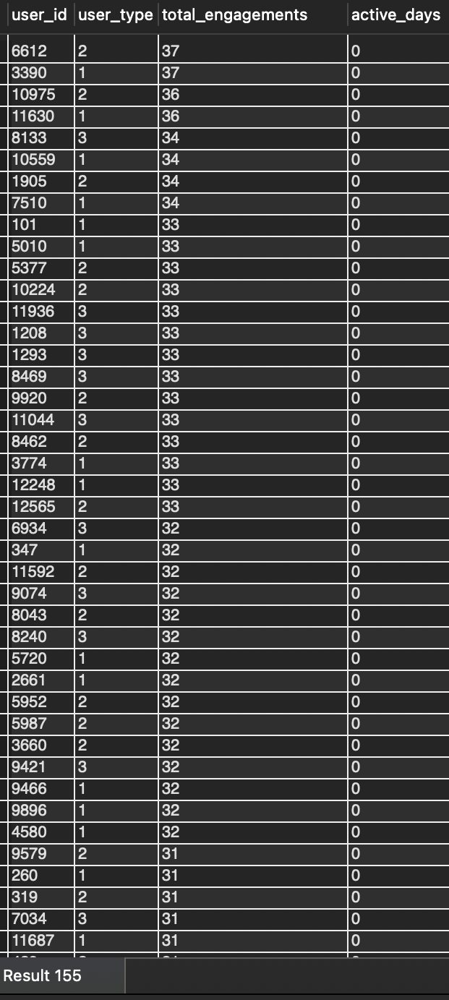 user_id user_type total_engagements active_days
6612 2 37 0
3390 1 37 0
10975 2 36 0
11630 1 36 0
8133 3 34 0
10559 1 34 0
1905 2 34 0
7510 1 34 0
101 1 33 0
5010 1 33 0
5377 2 33 0
10224 2 33 0
11936 3 33 0
1208 3 33 0
1293 3 33 0
8469 3 33 0
9920 2 33 0
11044 3 33 0
8462 2 33 0
3774 1 33 0
12248 1 33 0
12565 2 33 0
6934 3 32 0
347 1 32 0
11592 2 32 0
9074 3 32 0
8043 2 32 0
8240 3 32 0
5720 1 32 0
2661 1 32 0
5952 2 32 0
5987 2 32 0
3660 2 32 0
9421 3 32 0
9466 1 32 0
9896 1 32 0
4580 1 32 0
9579 2 31 0
260 1 31 0
319 2 31 0
7034 3 31 0
11687 1 31 0
Result 155